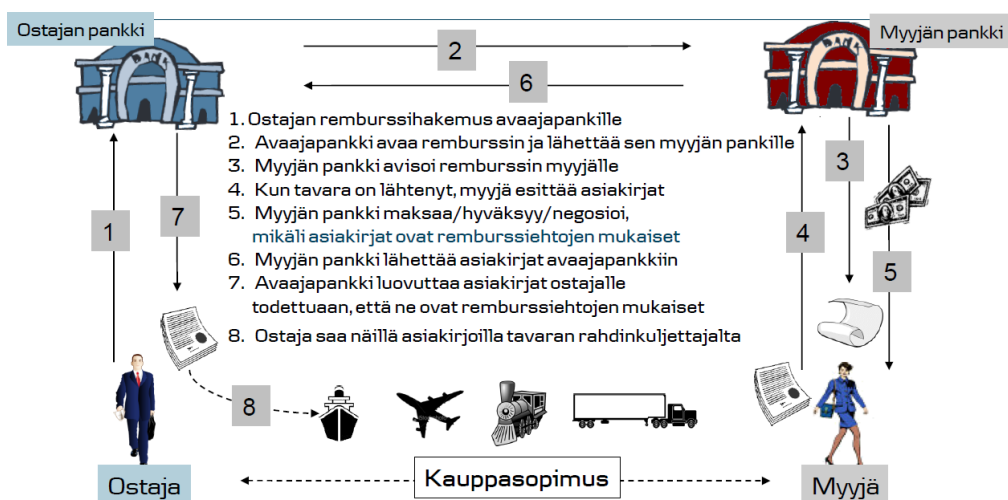 Ostajan pankki
Myyjän pankki
BANK
BANK
2
6
1. Ostajan remburssihakemus avaajapankille
2. Avaajapankki avaa remburssin ja lähettää sen myyjän pankille
3. Myyjän pankki avisoi remburssin myyjälle
4. Kun tavara on lähtenyt, myyjä esittää asiakirjat
5. Myyjän pankki maksaa/hyväksyy/negosioi,
mikäli asiakirjat ovat remburssiehtojen mukaiset
6. Myyjän pankki lähettää asiakirjat avaajapankkiin
7. Avaajapankki luovuttaa asiakirjat ostajalle
todettuaan, että ne ovat remburssiehtojen mukaiset
8. Ostaja saa näillä asiakirjoilla tavaran rahdinkuljettajalta
1
7
3
4
5
8
Ostaja
Kauppasopimus
Myyjä